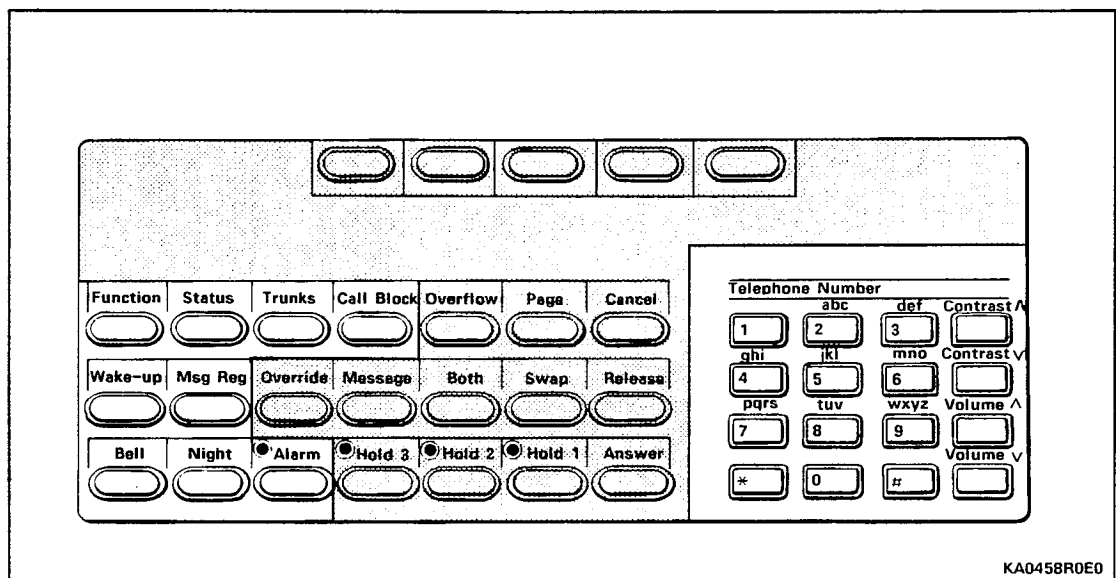 Function Status Trunks Call Block Overflow Page Cancel
Wake-up Msg Reg Override Message Both Swap Release
Bell Night Alarm Hold 3 Hold 2 Hold 1 Answer
Telephone Number
abc def Contrast ∧
1 2 3
ghi jkl mno Contrast ∨
4 5 6
pqrs tuv wxyz Volume ∧
7 8 9
Volume ∨
* 0 #
KA0458R0E0